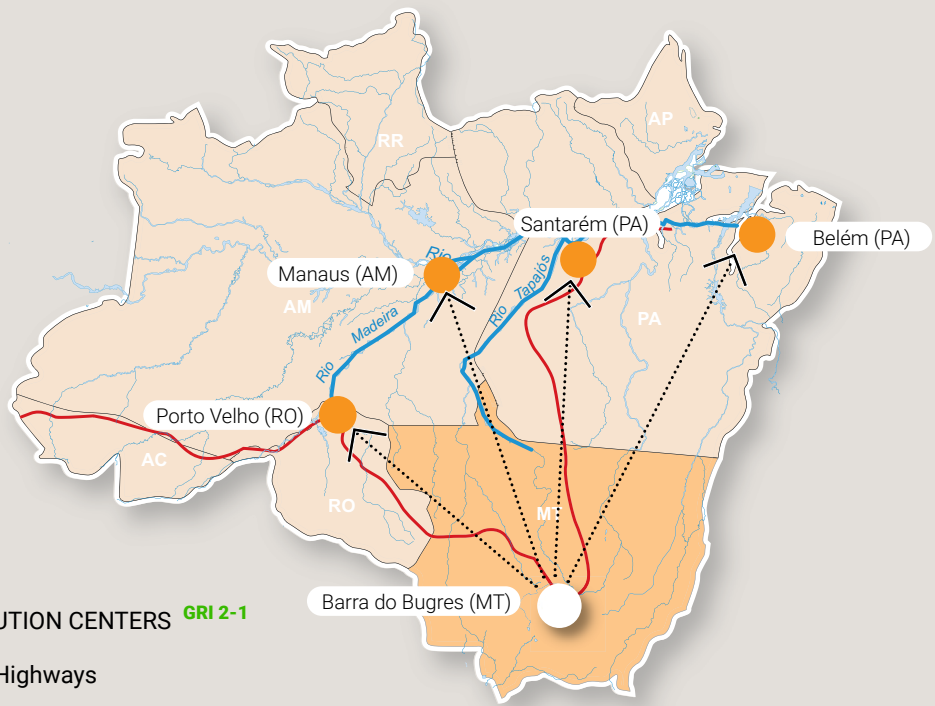 RR
AP
Santarém (PA)
Belém (PA)
Rio
Manaus (AM)
AM
Rio Tapajós
PA
Rio Madeira
Porto Velho (RO)
AC
RO
MT
Barra do Bugres (MT)
UTION CENTERS GRI 2-1
Highways